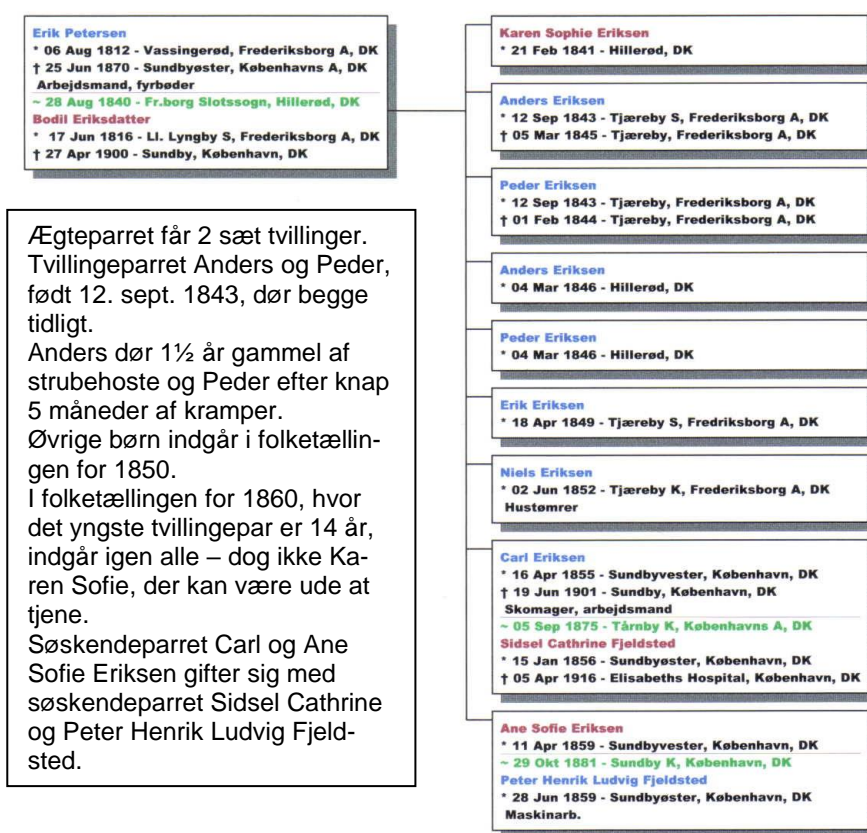 Erik Petersen
* 06 Aug 1812 - Vassingerød, Frederiksborg A, DK
† 25 Jun 1870 - Sundbyøster, Københavns A, DK
Arbejdsmand, fyrbøder
~ 28 Aug 1840 - Fr.borg Slotssogn, Hillerød, DK
Bodil Eriksdatter
* 17 Jun 1816 - Ll. Lyngby S, Frederiksborg A, DK
† 27 Apr 1900 - Sundby, København, DK
Ægteparret får 2 sæt tvillinger.
Tvillingeparret Anders og Peder,
født 12. sept. 1843, dør begge
tidligt.
Anders dør 1½ år gammel af
strubehoste og Peder efter knap
5 måneder af kramper.
Øvrige børn indgår i folketællin-
gen for 1850.
I folketællingen for 1860, hvor
det yngste tvillingepar er 14 år,
indgår igen alle – dog ikke Ka-
ren Sofie, der kan være ude at
tjene.
Søskendeparret Carl og Ane
Sofie Eriksen gifter sig med
søskendeparret Sidsel Cathrine
og Peter Henrik Ludvig Fjeld-
sted.
Karen Sophie Eriksen
* 21 Feb 1841 - Hillerød, DK
Anders Eriksen
* 12 Sep 1843 - Tjæreby S, Frederiksborg A, DK
† 05 Mar 1845 - Tjæreby, Frederiksborg A, DK
Peder Eriksen
* 12 Sep 1843 - Tjæreby, Frederiksborg A, DK
† 01 Feb 1844 - Tjæreby, Frederiksborg A, DK
Anders Eriksen
* 04 Mar 1846 - Hillerød, DK
Peder Eriksen
* 04 Mar 1846 - Hillerød, DK
Erik Eriksen
* 18 Apr 1849 - Tjæreby S, Fredriksborg A, DK
Niels Eriksen
* 02 Jun 1852 - Tjæreby K, Frederiksborg A, DK
Hustømrer
Carl Eriksen
* 16 Apr 1855 - Sundbyvester, København, DK
† 19 Jun 1901 - Sundby, København, DK
Skomager, arbejdsmand
~ 05 Sep 1875 - Tårnby K, Københavns A, DK
Sidsel Cathrine Fjeldsted
* 15 Jan 1856 - Sundbyøster, København, DK
† 05 Apr 1916 - Elisabeths Hospital, København, DK
Ane Sofie Eriksen
* 11 Apr 1859 - Sundbyvester, København, DK
~ 29 Okt 1881 - Sundby K, København, DK
Peter Henrik Ludvig Fjeldsted
* 28 Jun 1859 - Sundbyøster, København, DK
Maskinarb.